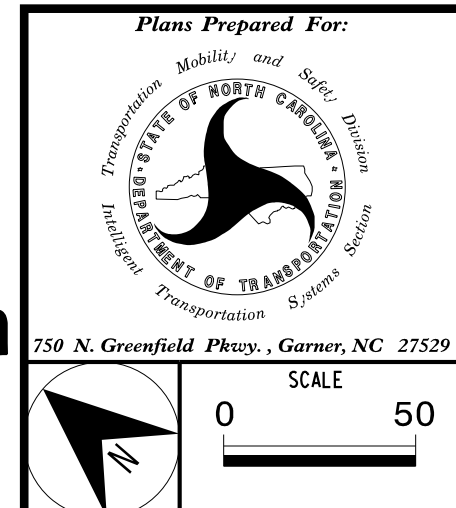 Plans Prepared For:
Transportation Mobility and Safety Division
STATE OF NORTH CAROLINA
DEPARTMENT OF TRANSPORTATION
Intelligent Transportation Systems Section
750 N. Greenfield Pkwy., Garner, NC 27529
SCALE
0 50
N